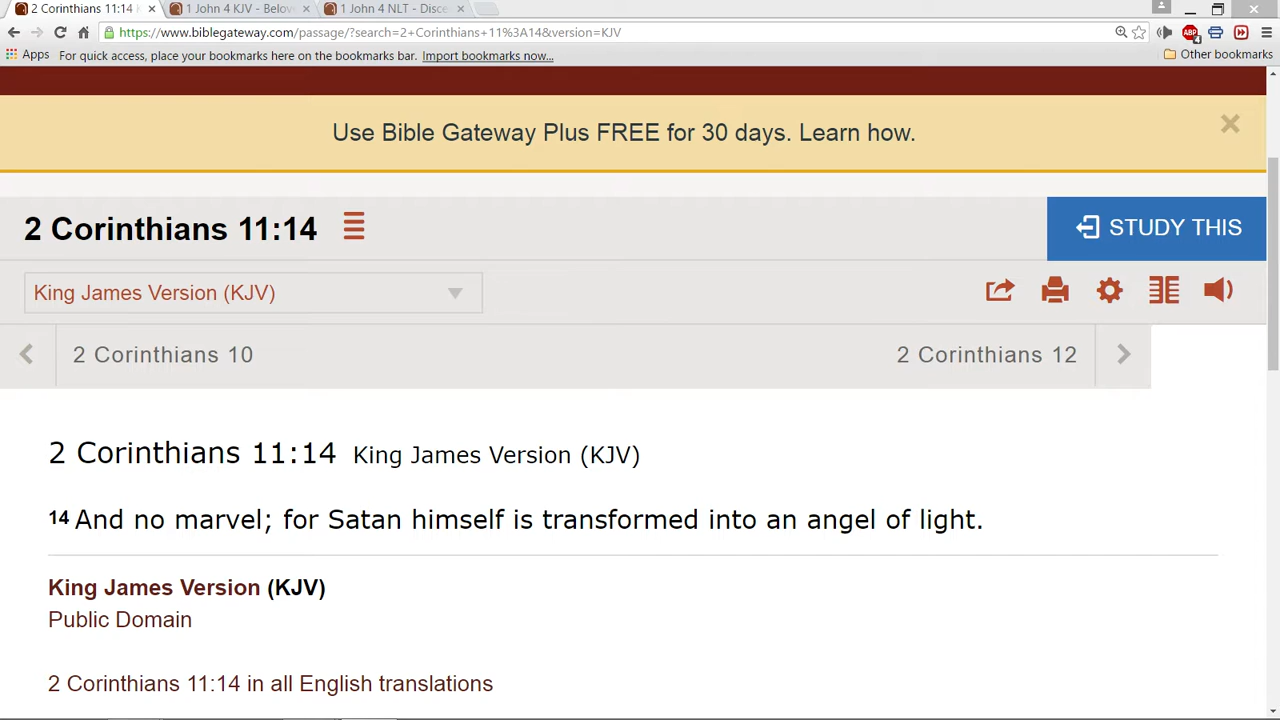 2 Corinthians 11:14
1 John 4 KJV - Belov
1 John 4 NLT - Disce
https://www.biblegateway.com/passage/?search=2+Corinthians+11%3A14&version=KJV
ABP
4
Apps
For quick access, place your bookmarks here on the bookmarks bar. Import bookmarks now...
Other bookmarks
Use Bible Gateway Plus FREE for 30 days. Learn how.
2 Corinthians 11:14
STUDY THIS
King James Version (KJV)
2 Corinthians 10
2 Corinthians 12
2 Corinthians 11:14 King James Version (KJV)
14 And no marvel; for Satan himself is transformed into an angel of light.
King James Version (KJV)
Public Domain
2 Corinthians 11:14 in all English translations